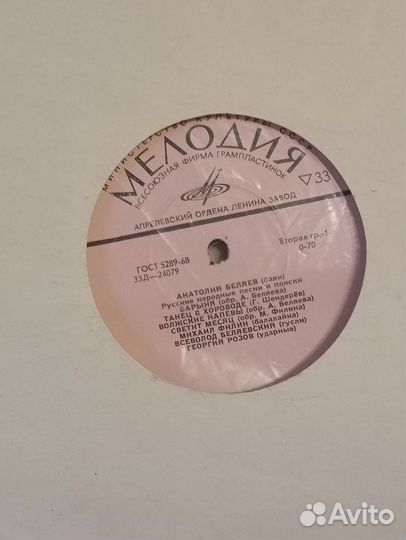 МИНИСТЕРСТВО КУЛЬТУРЫ СССР
МЕЛОДИЯ
ВСЕСОЮЗНАЯ ФИРМА ГРАМПЛАСТИНОК
▽33
АПРЕЛЕВСКИЙ ОРДЕНА ЛЕНИНА ЗАВОД
ГОСТ 5289-68
33Д—24079
Вторая гр.-1
0-70
АНАТОЛИЙ БЕЛЯЕВ (баян)
Русские народные песни и пляски
БАРЫНЯ (обр. А. Беляева)
ТАНЕЦ В ХОРОВОДЕ (Г. Шендерёв)
ВОЛЖСКИЕ НАПЕВЫ (обр. А. Беляева)
СВЕТИТ МЕСЯЦ (обр. М. Филина)
МИХАИЛ ФИЛИН (балалайка)
ВСЕВОЛОД БЕЛЯЕВСКИЙ (гусли)
ГЕОРГИЙ РОЗОВ (ударные)
Avito